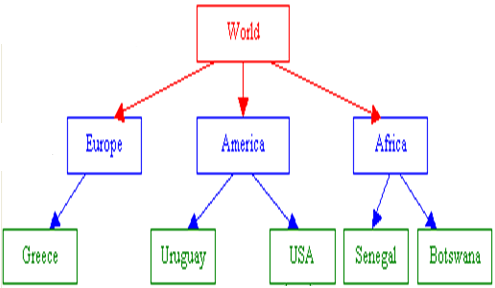 World
Europe
America
Africa
Greece
Uruguay
USA
Senegal
Botswana